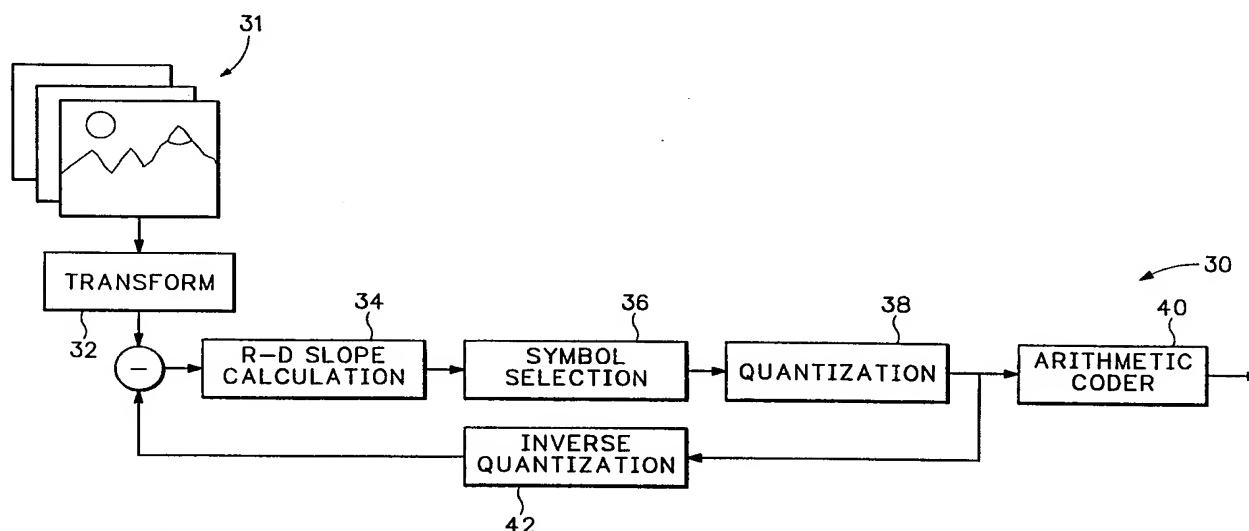 31
TRANSFORM
32
−
34
R-D SLOPE
CALCULATION
36
SYMBOL
SELECTION
38
QUANTIZATION
30
40
ARITHMETIC
CODER
INVERSE
QUANTIZATION
42